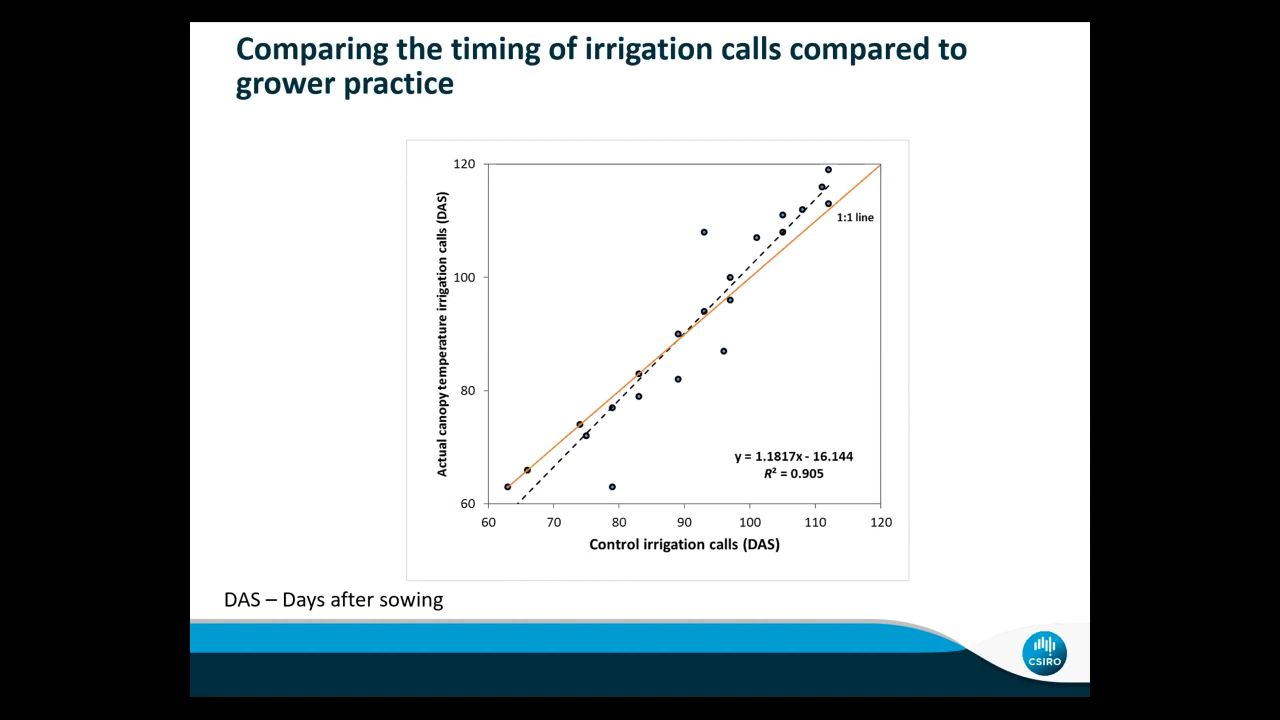 Comparing the timing of irrigation calls compared to
grower practice
120
100
80
60
Actual canopy temperature irrigation calls (DAS)
1:1 line
y = 1.1817x - 16.144
R² = 0.905
60 70 80 90 100 110 120
Control irrigation calls (DAS)
DAS – Days after sowing
CSIRO